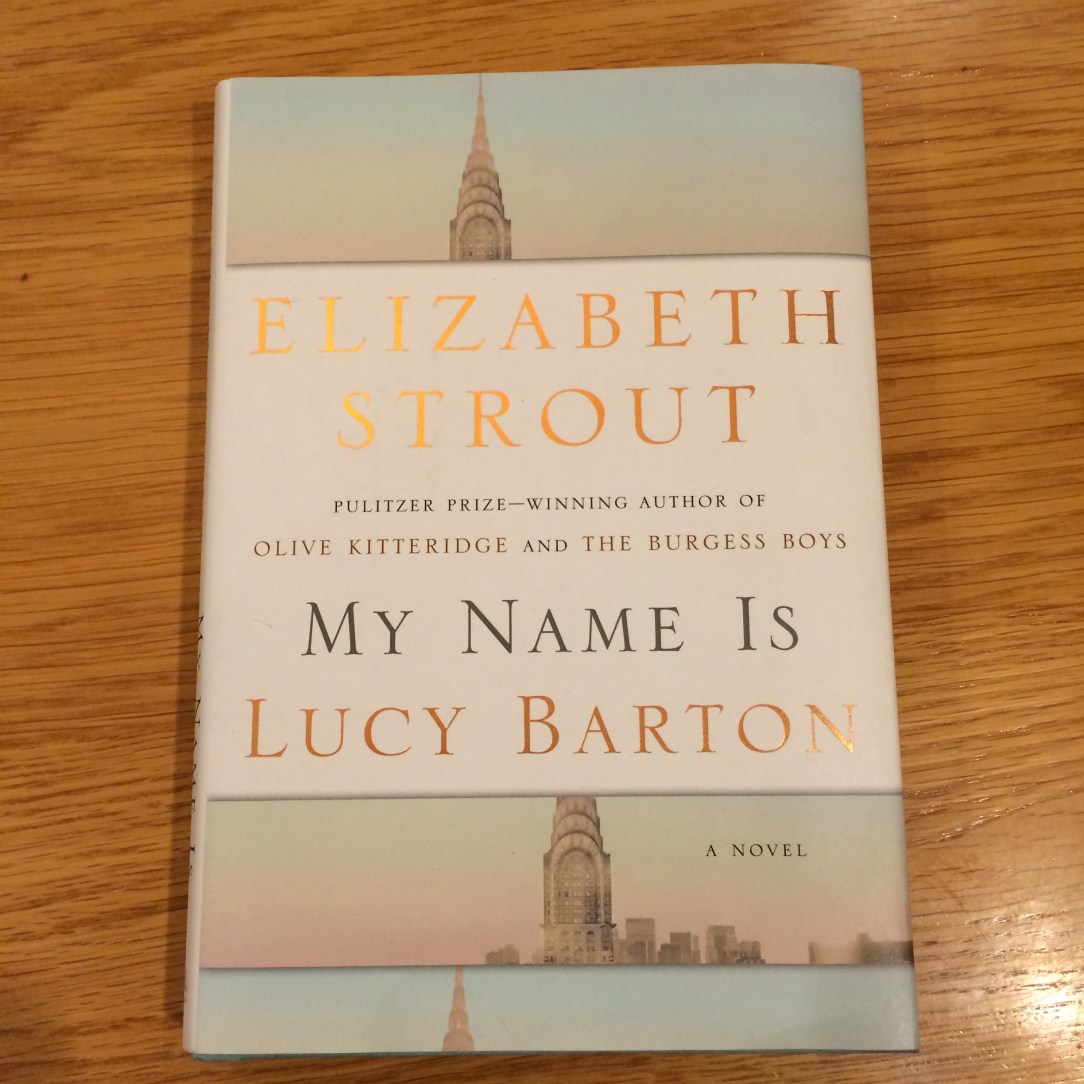 ELIZABETH
STROUT
PULITZER PRIZE—WINNING AUTHOR OF
OLIVE KITTERIDGE AND THE BURGESS BOYS
MY NAME IS
LUCY BARTON
A NOVEL